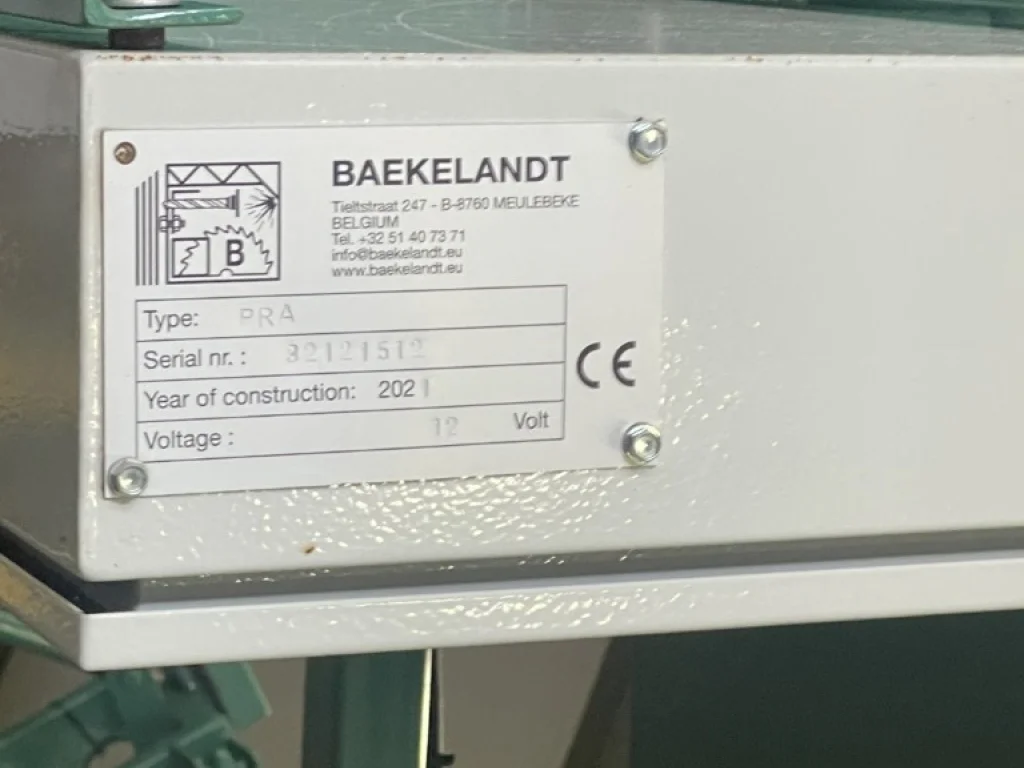 BAEKELANDT
Tieltstraat 247 - B-8760 MEULEBEKE
BELGIUM
Tel. +32 51 40 73 71
info@baekelandt.eu
www.baekelandt.eu
B
Type: PRA
Serial nr. : 32121512
Year of construction: 2021
Voltage : 12 Volt
CE